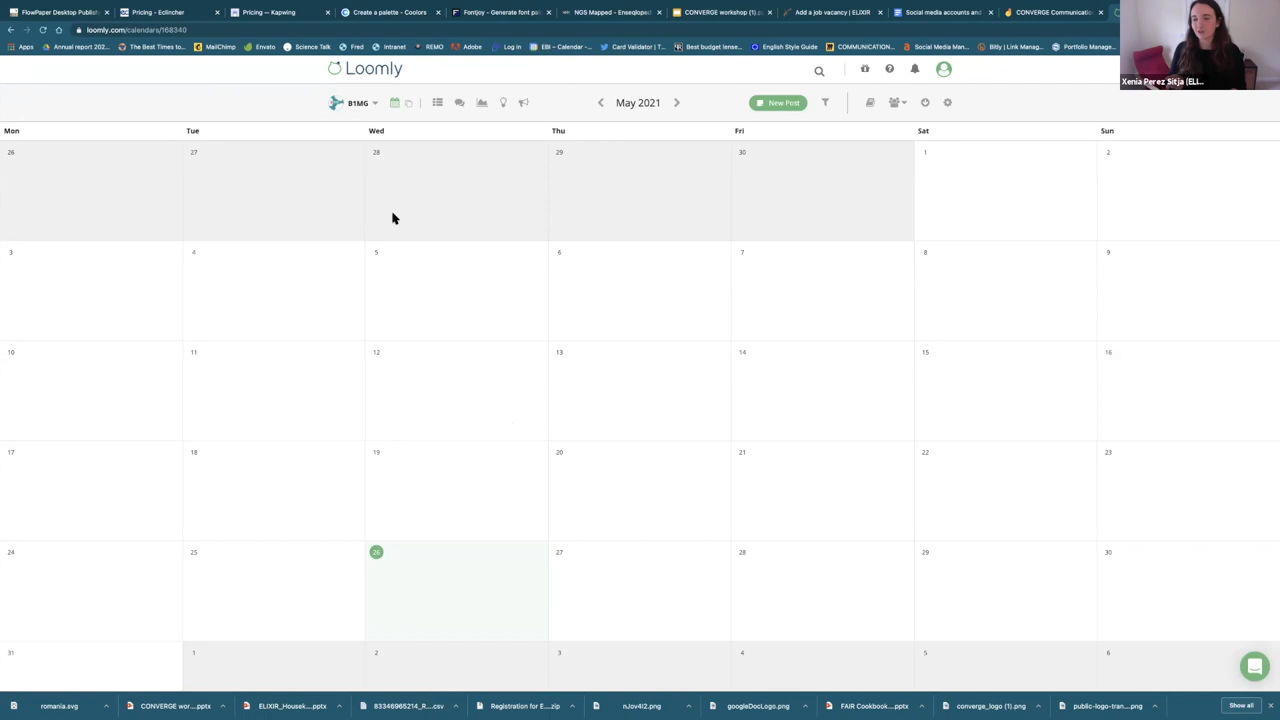 FlowPaper Desktop Publish
Pricing - Eclincher
Pricing — Kapwing
Create a palette - Coolors
Fontjoy - Generate font pai
NGS Mapped - Enseqloped
CONVERGE workshop (1).p
Add a job vacancy | ELIXIR
Social media accounts and
CONVERGE Communication
loomly.com/calendars/168340
Apps
Annual report 202...
The Best Times to...
MailChimp
Envato
Science Talk
Fred
Intranet
REMO
Adobe
Log in
EBI – Calendar –...
Card Validator | T...
Best budget lense...
English Style Guide
COMMUNICATION...
Social Media Man...
Bitly | Link Manag...
Portfolio Manage...
Xenia Perez Sitja (ELI...
Loomly
B1MG
May 2021
New Post
Mon Tue Wed Thu Fri Sat Sun
26 27 28 29 30 1 2
3 4 5 6 7 8 9
10 11 12 13 14 15 16
17 18 19 20 21 22 23
24 25 26 27 28 29 30
31 1 2 3 4 5 6
romania.svg
CONVERGE wor....pptx
ELIXIR_Housek....pptx
83346965214_R....csv
Registration for E....zip
nJov4l2.png
googleDocLogo.png
FAIR Cookbook....pptx
converge_logo (1).png
public-logo-tran....png
Show all